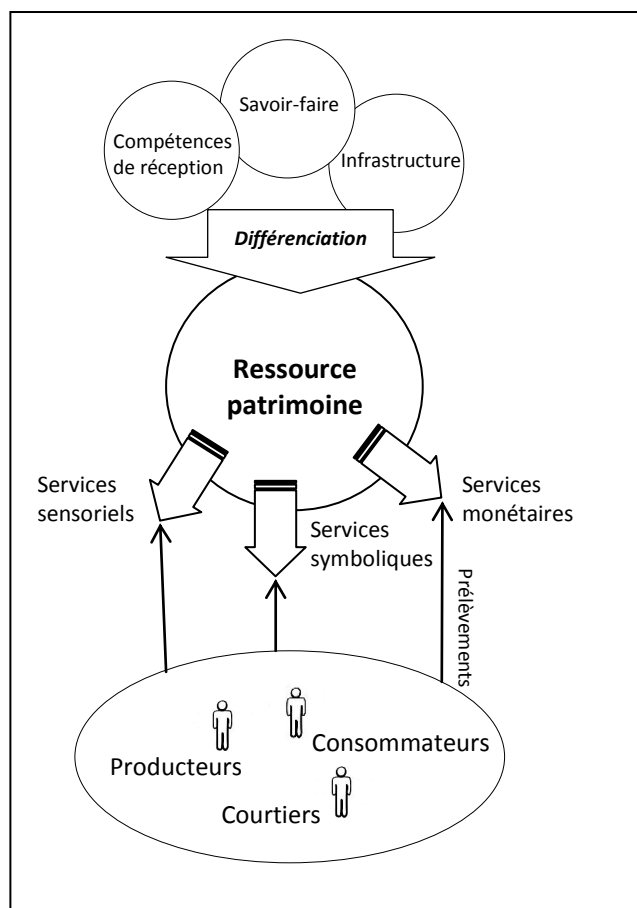 Savoir-faire
Compétences
de réception
Infrastructure
Différenciation
Ressource
patrimoine
Services
sensoriels
Services
symboliques
Services
monétaires
Prélèvements
Producteurs
Consommateurs
Courtiers